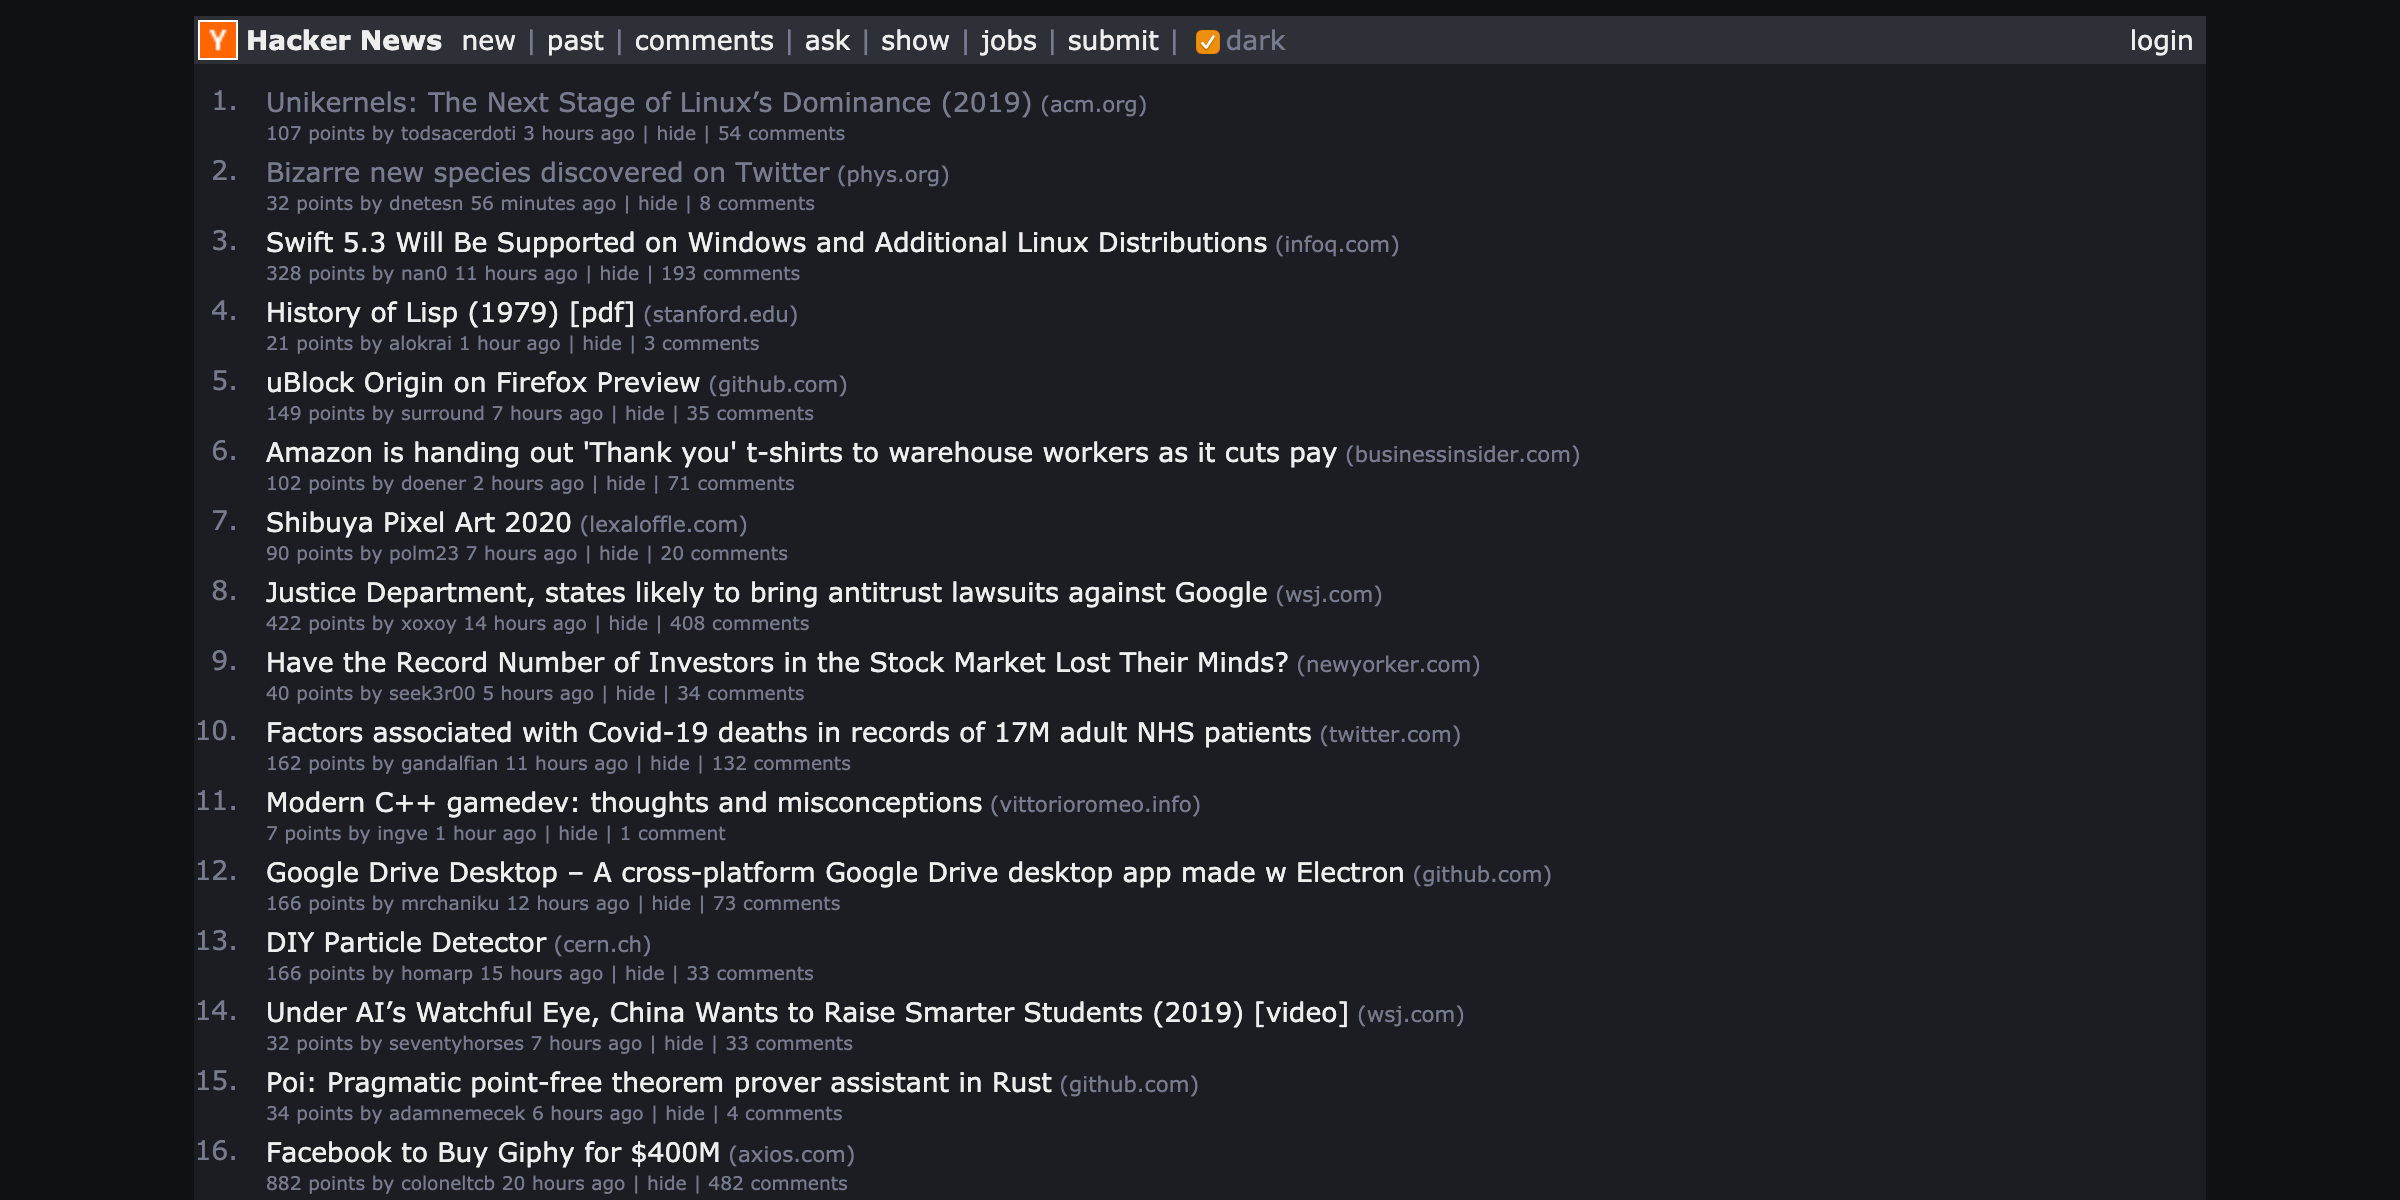 Y Hacker News new | past | comments | ask | show | jobs | submit | dark login
1. Unikernels: The Next Stage of Linux’s Dominance (2019) (acm.org)
107 points by todsacerdoti 3 hours ago | hide | 54 comments
2. Bizarre new species discovered on Twitter (phys.org)
32 points by dnetesn 56 minutes ago | hide | 8 comments
3. Swift 5.3 Will Be Supported on Windows and Additional Linux Distributions (infoq.com)
328 points by nan0 11 hours ago | hide | 193 comments
4. History of Lisp (1979) [pdf] (stanford.edu)
21 points by alokrai 1 hour ago | hide | 3 comments
5. uBlock Origin on Firefox Preview (github.com)
149 points by surround 7 hours ago | hide | 35 comments
6. Amazon is handing out 'Thank you' t-shirts to warehouse workers as it cuts pay (businessinsider.com)
102 points by doener 2 hours ago | hide | 71 comments
7. Shibuya Pixel Art 2020 (lexaloffle.com)
90 points by polm23 7 hours ago | hide | 20 comments
8. Justice Department, states likely to bring antitrust lawsuits against Google (wsj.com)
422 points by xoxoy 14 hours ago | hide | 408 comments
9. Have the Record Number of Investors in the Stock Market Lost Their Minds? (newyorker.com)
40 points by seek3r00 5 hours ago | hide | 34 comments
10. Factors associated with Covid-19 deaths in records of 17M adult NHS patients (twitter.com)
162 points by gandalfian 11 hours ago | hide | 132 comments
11. Modern C++ gamedev: thoughts and misconceptions (vittorioromeo.info)
7 points by ingve 1 hour ago | hide | 1 comment
12. Google Drive Desktop – A cross-platform Google Drive desktop app made w Electron (github.com)
166 points by mrchaniku 12 hours ago | hide | 73 comments
13. DIY Particle Detector (cern.ch)
166 points by homarp 15 hours ago | hide | 33 comments
14. Under AI’s Watchful Eye, China Wants to Raise Smarter Students (2019) [video] (wsj.com)
32 points by seventyhorses 7 hours ago | hide | 33 comments
15. Poi: Pragmatic point-free theorem prover assistant in Rust (github.com)
34 points by adamnemecek 6 hours ago | hide | 4 comments
16. Facebook to Buy Giphy for $400M (axios.com)
882 points by coloneltcb 20 hours ago | hide | 482 comments